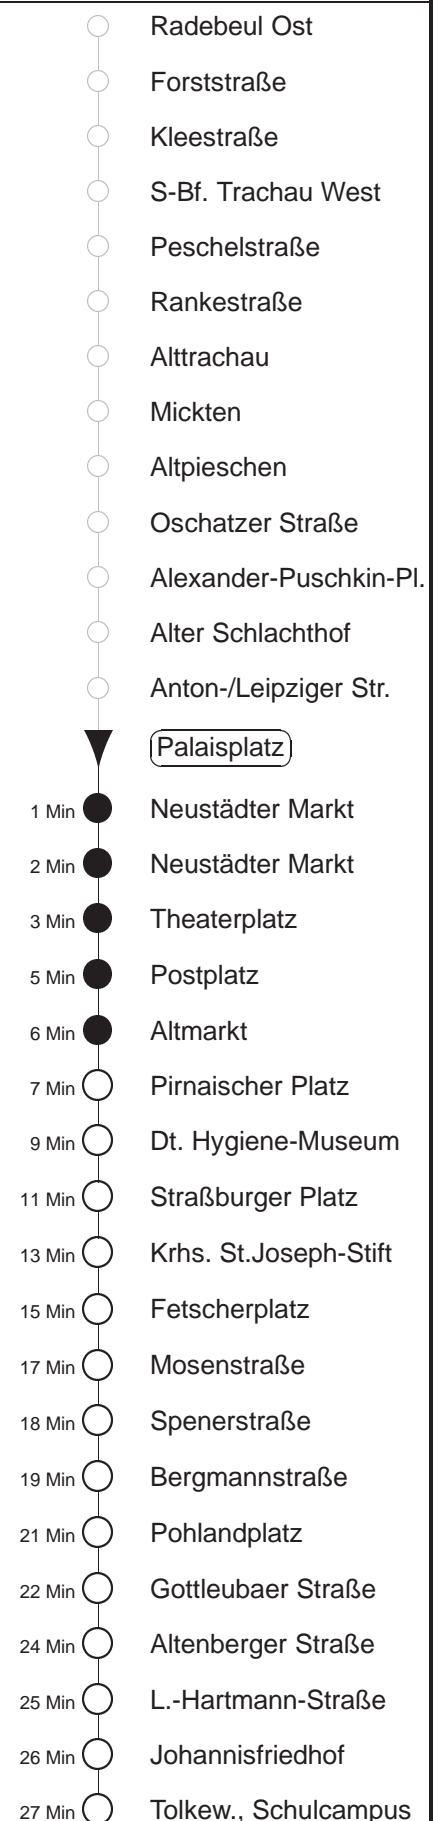 Radebeul Ost
Forststraße
Kleestraße
S-Bf. Trachau West
Peschelstraße
Rankestraße
Alttrachau
Mickten
Altpieschen
Oschatzer Straße
Alexander-Puschkin-Pl.
Alter Schlachthof
Anton-/Leipziger Str.
Palaisplatz
1 Min Neustädter Markt
2 Min Neustädter Markt
3 Min Theaterplatz
5 Min Postplatz
6 Min Altmarkt
7 Min Pirnaischer Platz
9 Min Dt. Hygiene-Museum
11 Min Straßburger Platz
13 Min Krhs. St.Joseph-Stift
15 Min Fetscherplatz
17 Min Mosenstraße
18 Min Spenerstraße
19 Min Bergmannstraße
21 Min Pohlandplatz
22 Min Gottleubaer Straße
24 Min Altenberger Straße
25 Min L.-Hartmann-Straße
26 Min Johannisfriedhof
27 Min Tolkew., Schulcampus